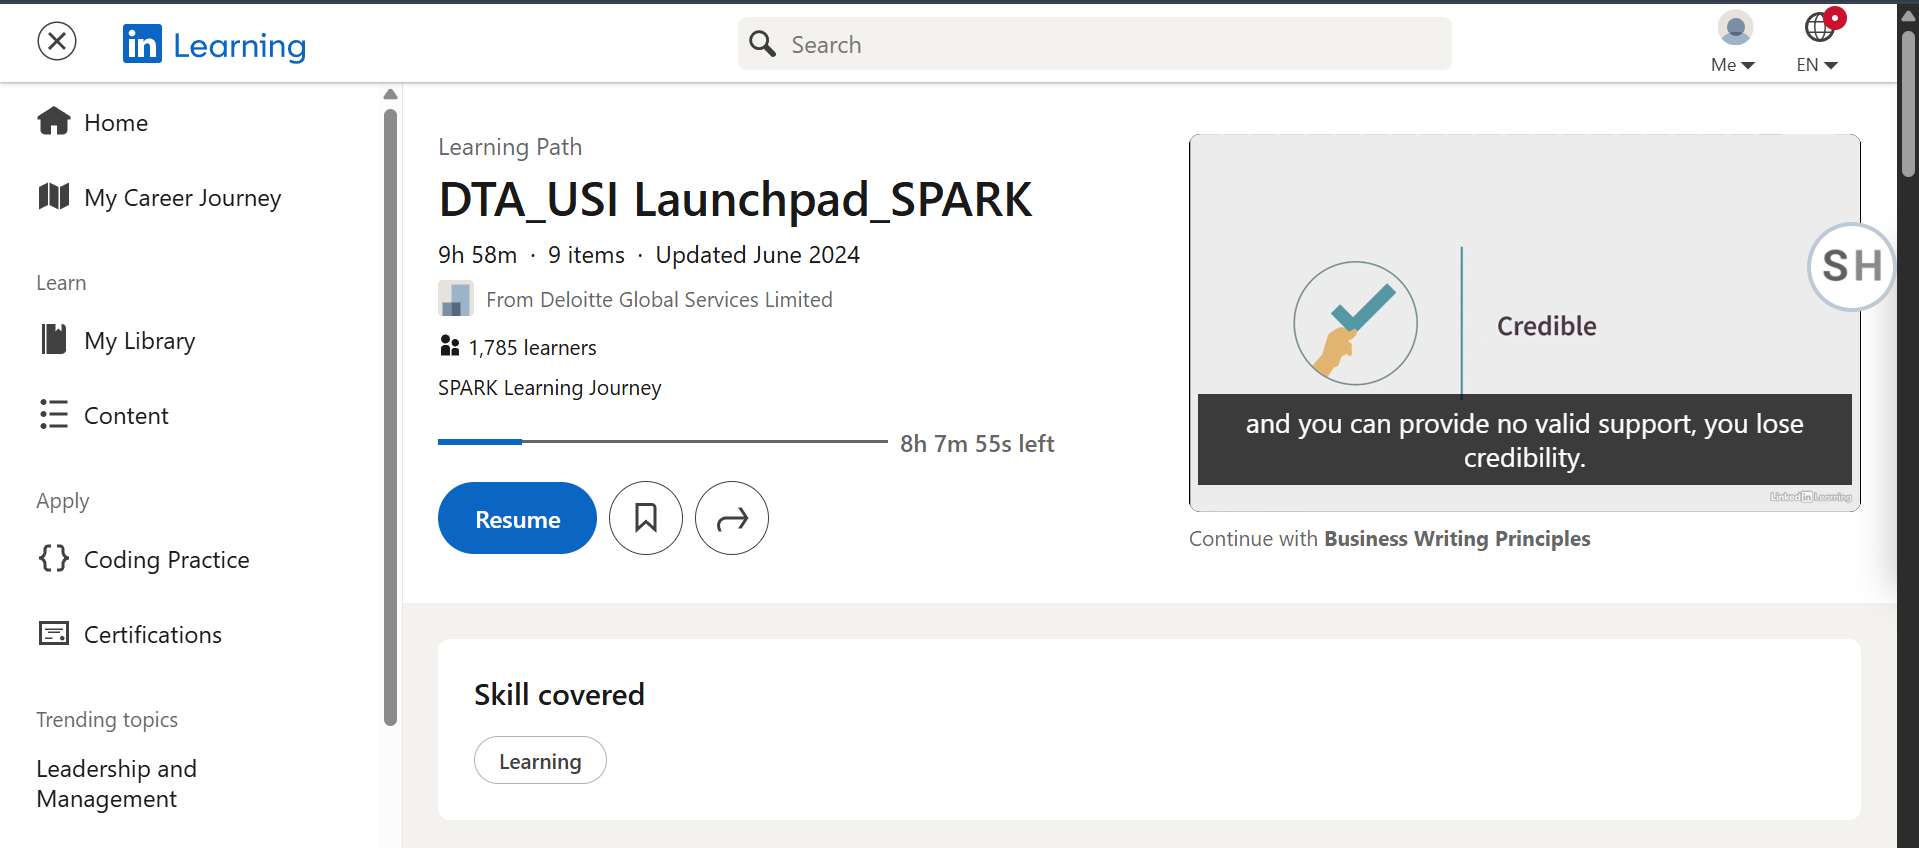 in Learning
Search
Me
EN
Home
My Career Journey
Learn
My Library
Content
Apply
Coding Practice
Certifications
Trending topics
Leadership and
Management
Learning Path
DTA_USI Launchpad_SPARK
9h 58m · 9 items · Updated June 2024
From Deloitte Global Services Limited
1,785 learners
SPARK Learning Journey
8h 7m 55s left
Resume
Credible
SH
and you can provide no valid support, you lose
credibility.
Linked in Learning
Continue with Business Writing Principles
Skill covered
Learning